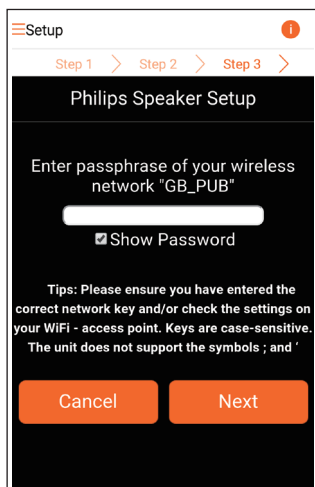 Setup
i
Step 1 Step 2 Step 3
Philips Speaker Setup
Enter passphrase of your wireless
network "GB_PUB"
Show Password
Tips: Please ensure you have entered the
correct network key and/or check the settings on
your WiFi - access point. Keys are case-sensitive.
The unit does not support the symbols ; and ‘
Cancel Next